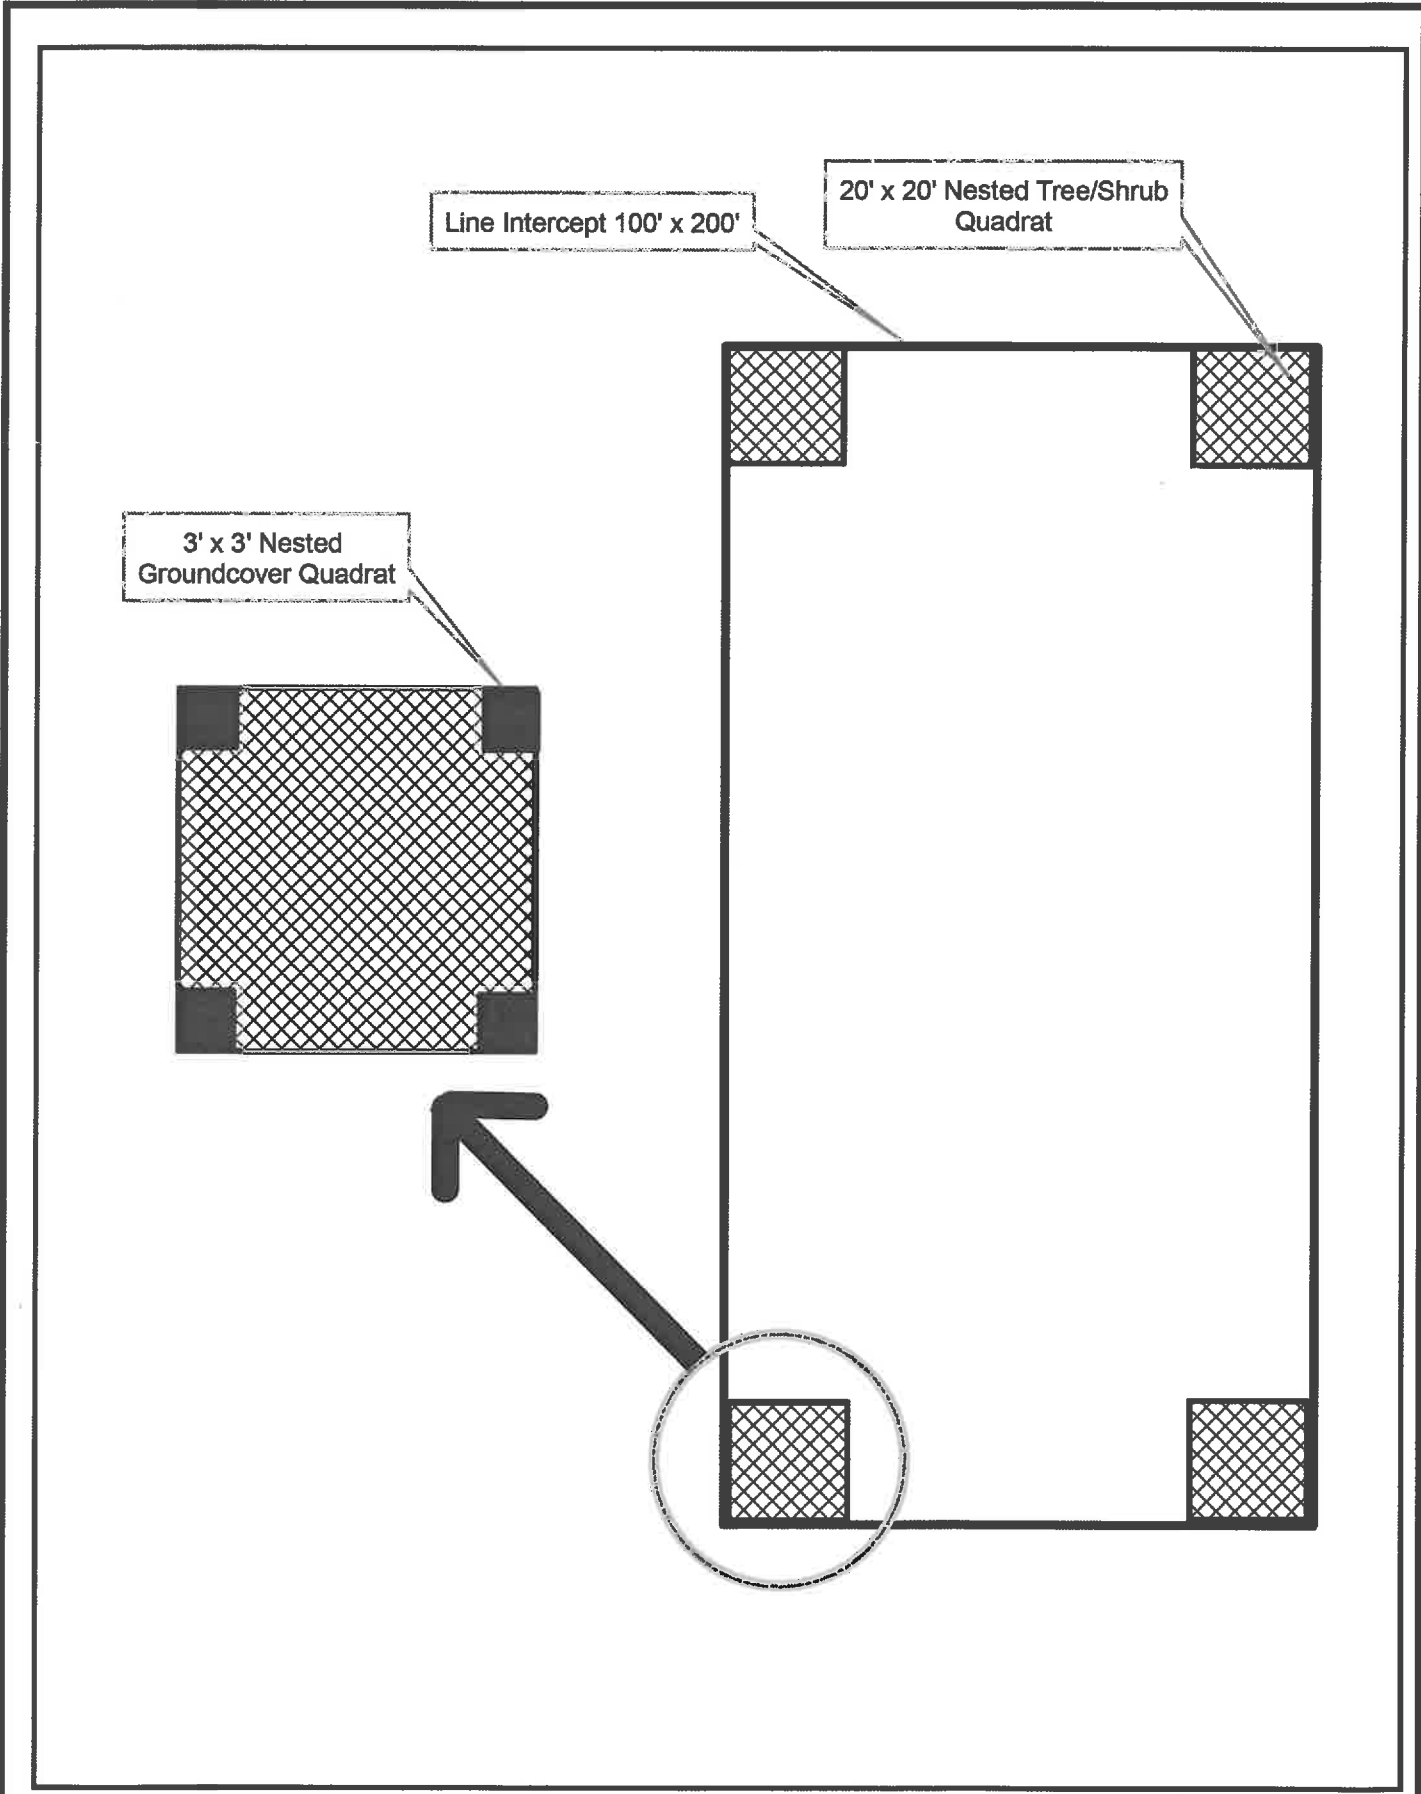 20' x 20' Nested Tree/Shrub
Quadrat
Line Intercept 100' x 200'
3' x 3' Nested
Groundcover Quadrat